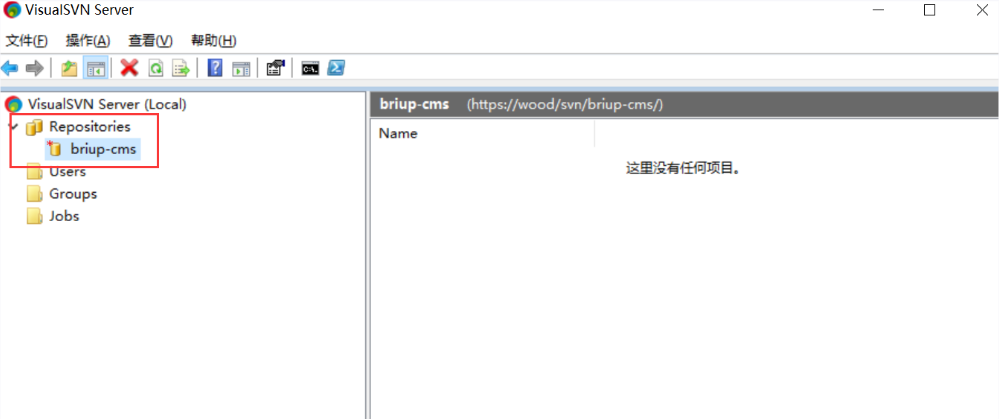 VisualSVN Server
文件(F) 操作(A) 查看(V) 帮助(H)
VisualSVN Server (Local)
Repositories
briup-cms
Users
Groups
Jobs
briup-cms (https://wood/svn/briup-cms/)
Name
这里没有任何项目。